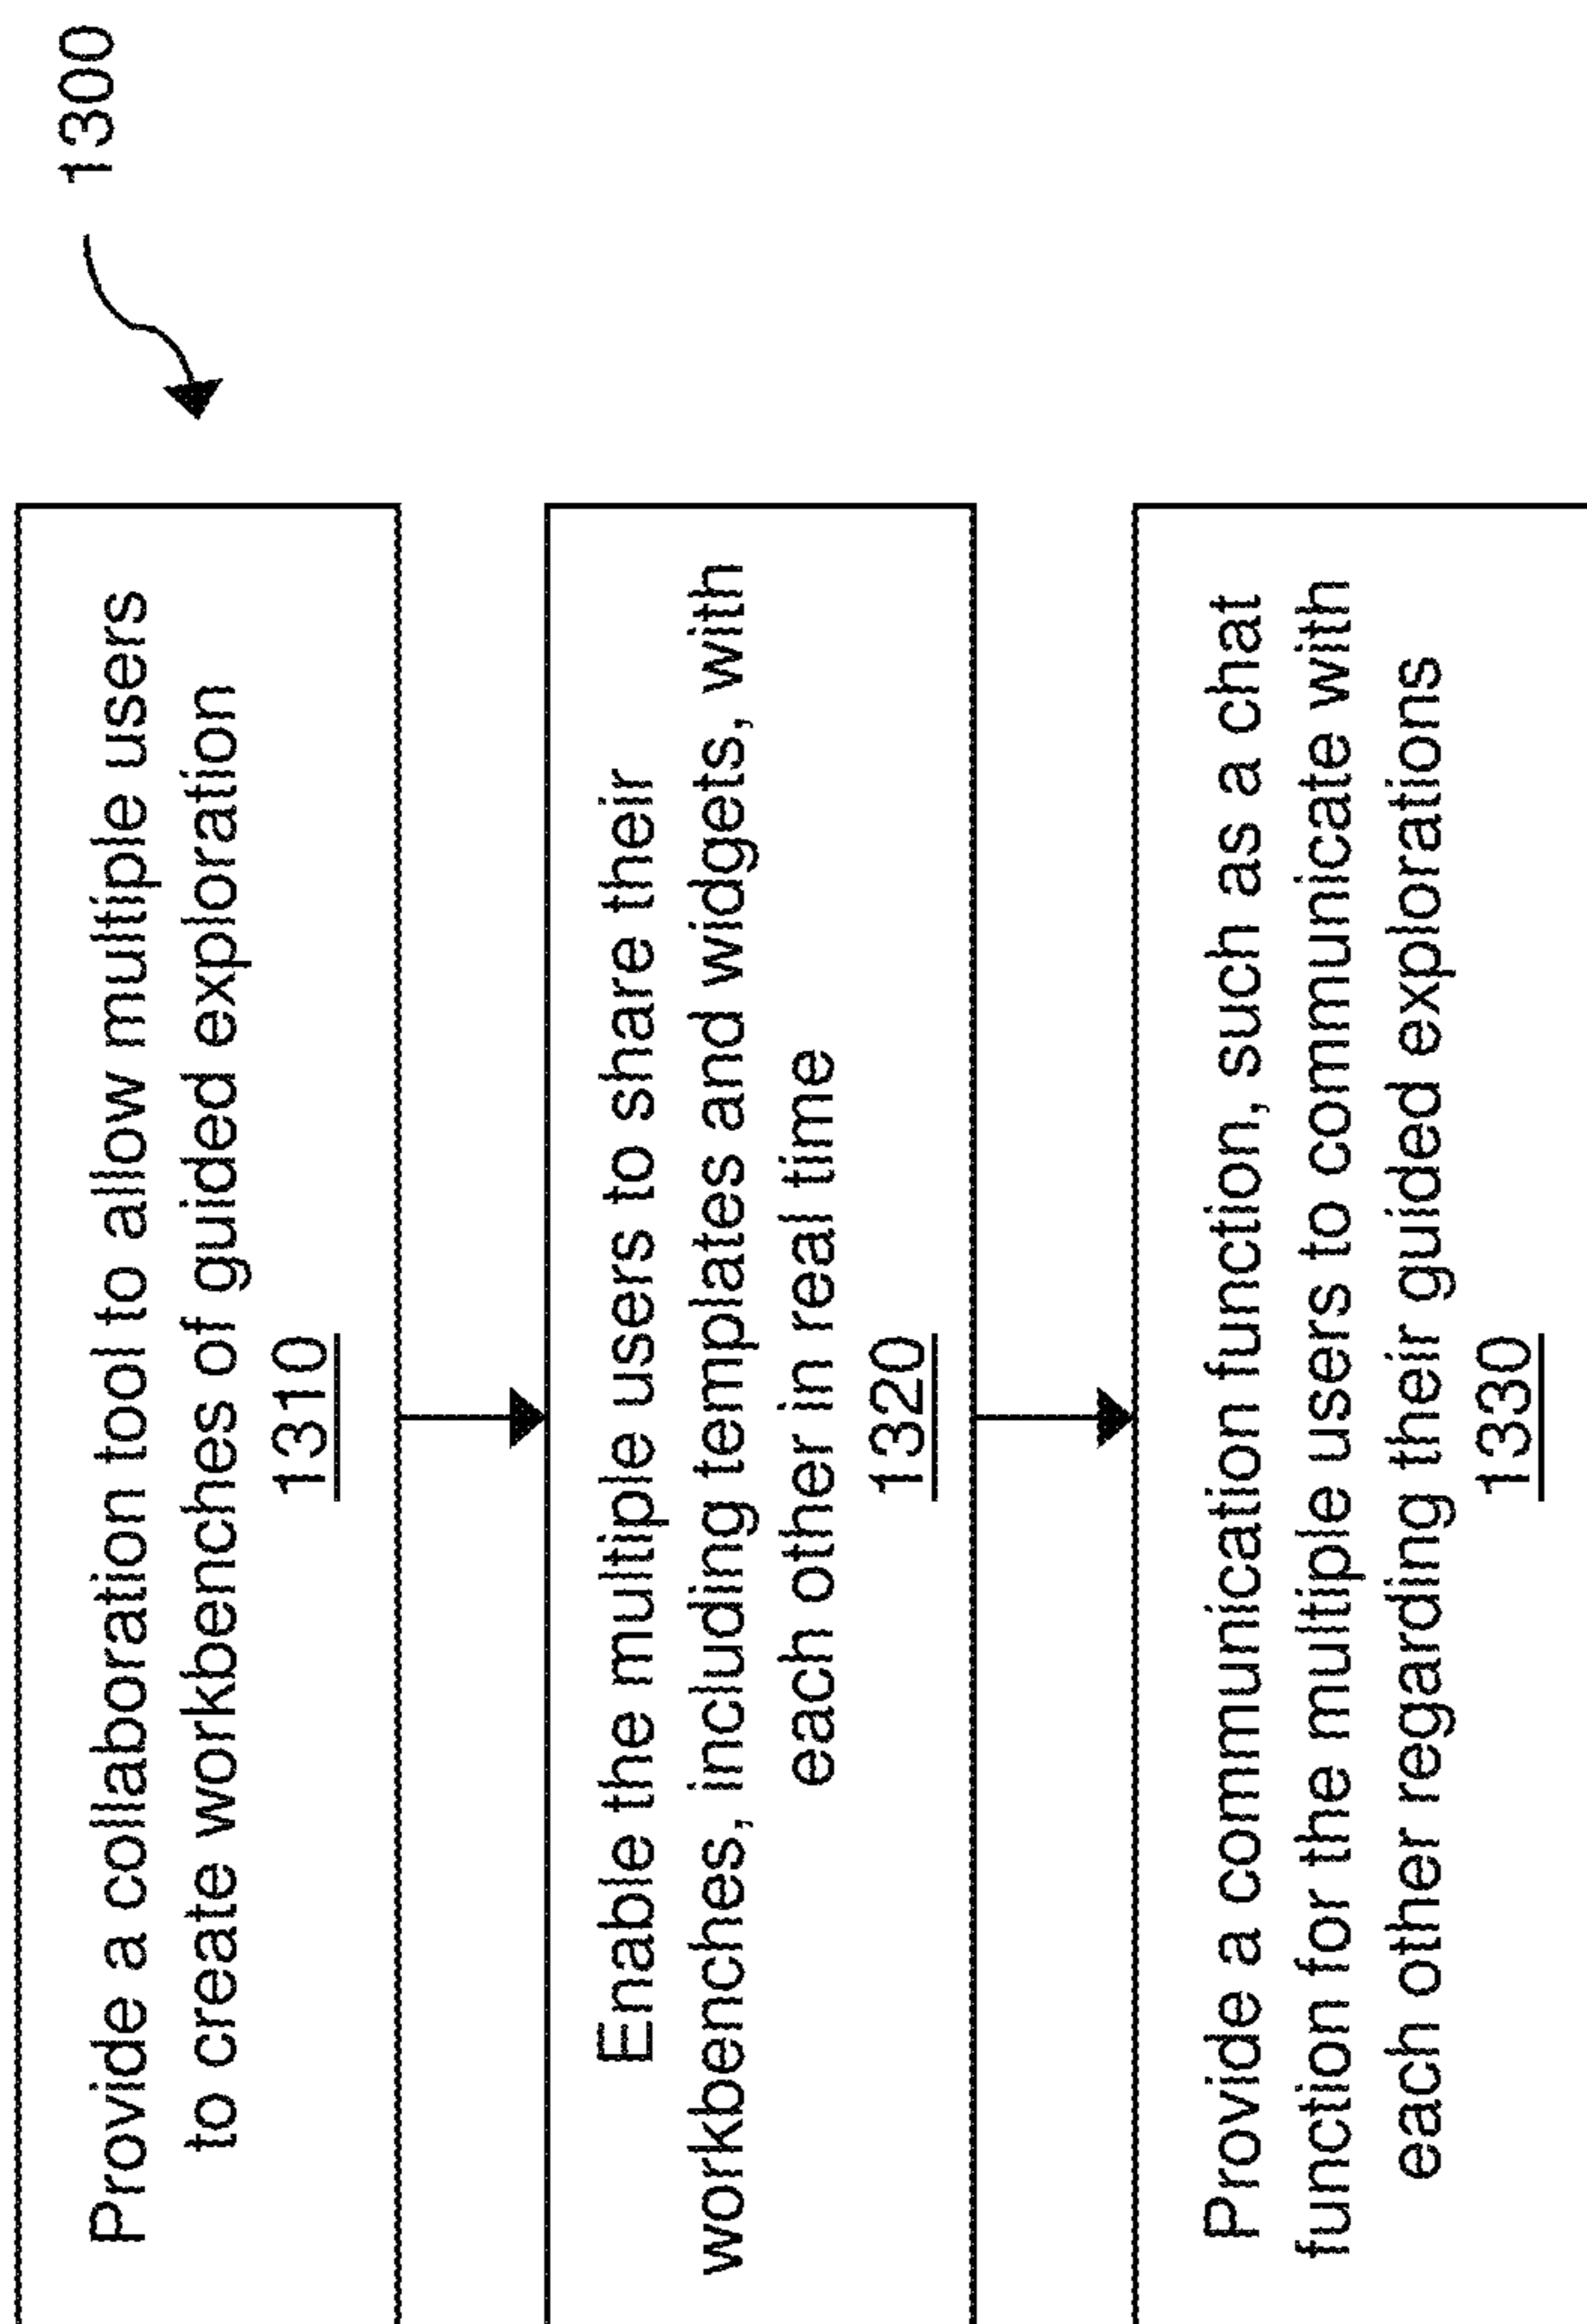 1300
Provide a collaboration tool to allow multiple users
to create workbenches of guided exploration
1310
Enable the multiple users to share their
workbenches, including templates and widgets, with
each other in real time
1320
Provide a communication function, such as a chat
function for the multiple users to communicate with
each other regarding their guided explorations
1330